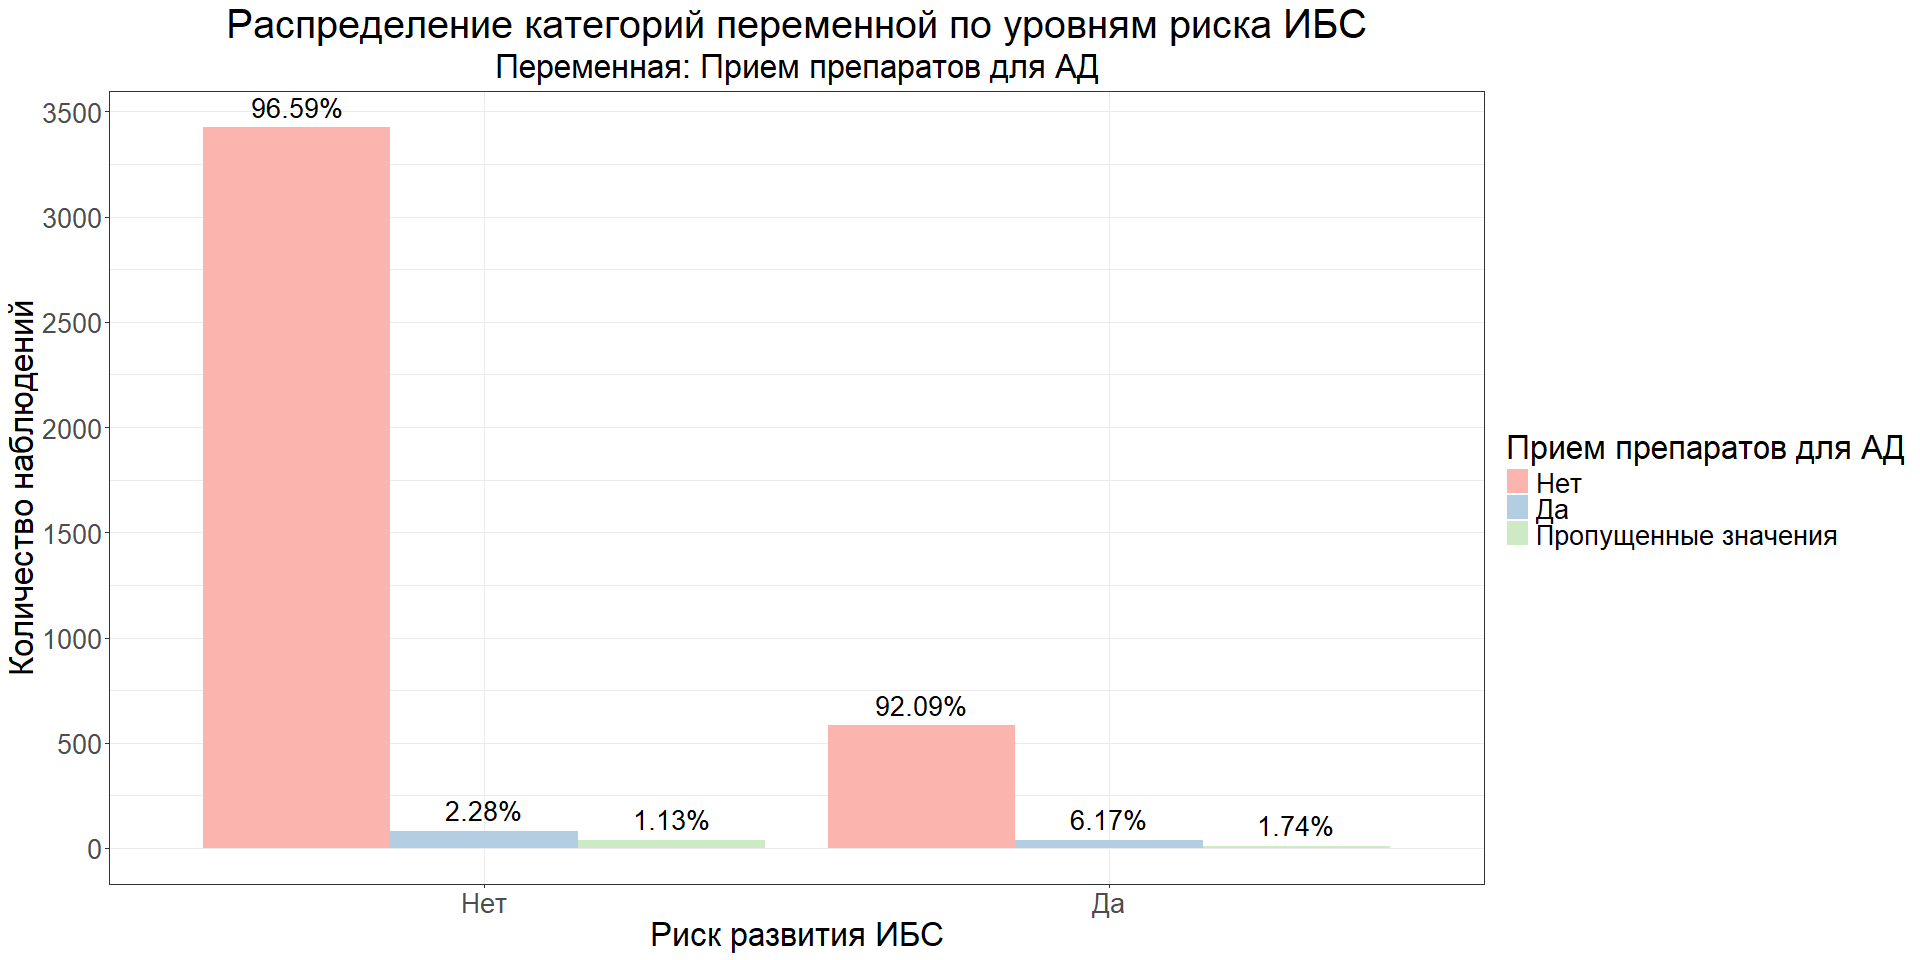 Распределение категорий переменной по уровням риска ИБС
Переменная: Прием препаратов для АД
Количество наблюдений
3500
3000
2500
2000
1500
1000
500
0
96.59%
2.28%
1.13%
92.09%
6.17%
1.74%
Нет
Да
Риск развития ИБС
Прием препаратов для АД
Нет
Да
Пропущенные значения